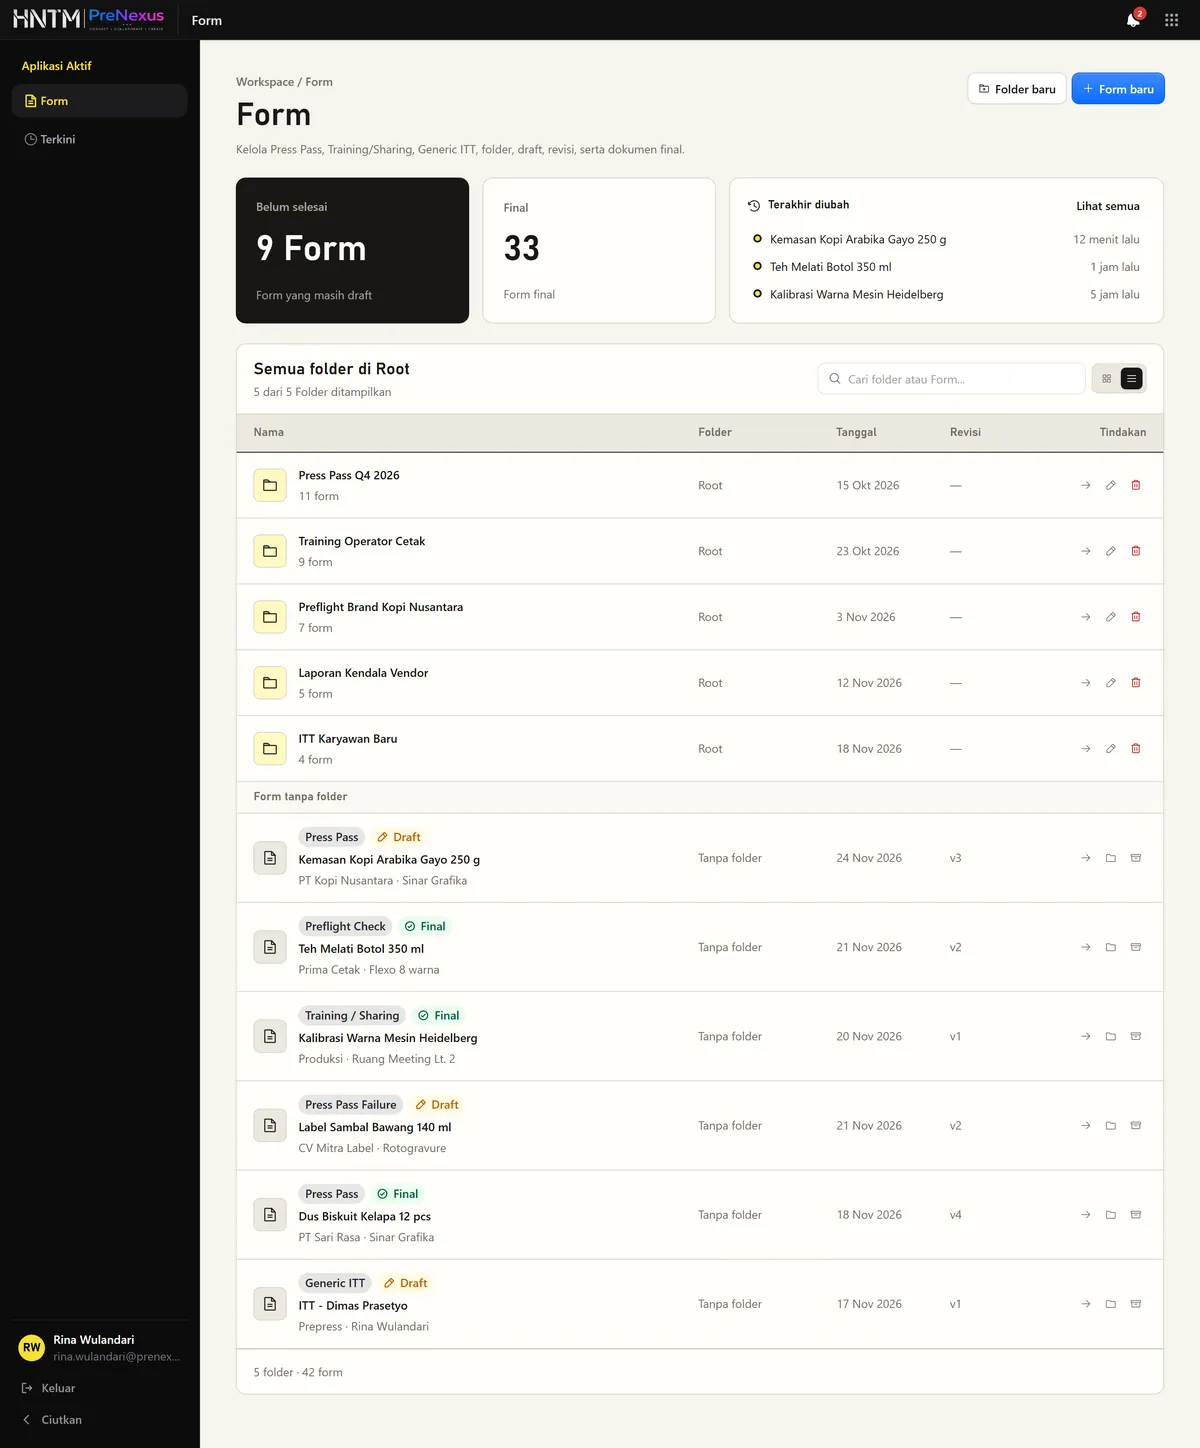 HNTM PreNexus
Form
2
Aplikasi Aktif
Form
Terkini
Workspace / Form
Form
Kelola Press Pass, Training/Sharing, Generic ITT, folder, draft, revisi, serta dokumen final.
Folder baru
+ Form baru
Belum selesai
9 Form
Form yang masih draft
Final
33
Form final
Terakhir diubah
Lihat semua
Kemasan Kopi Arabika Gayo 250 g 12 menit lalu
Teh Melati Botol 350 ml 1 jam lalu
Kalibrasi Warna Mesin Heidelberg 5 jam lalu
Semua folder di Root
5 dari 5 Folder ditampilkan
Cari folder atau Form...
Nama Folder Tanggal Revisi Tindakan
Press Pass Q4 2026
11 form
Root 15 Okt 2026 —
Training Operator Cetak
9 form
Root 23 Okt 2026 —
Preflight Brand Kopi Nusantara
7 form
Root 3 Nov 2026 —
Laporan Kendala Vendor
5 form
Root 12 Nov 2026 —
ITT Karyawan Baru
4 form
Root 18 Nov 2026 —
Form tanpa folder
Press Pass Draft
Kemasan Kopi Arabika Gayo 250 g
PT Kopi Nusantara · Sinar Grafika
Tanpa folder 24 Nov 2026 v3
Preflight Check Final
Teh Melati Botol 350 ml
Prima Cetak · Flexo 8 warna
Tanpa folder 21 Nov 2026 v2
Training / Sharing Final
Kalibrasi Warna Mesin Heidelberg
Produksi · Ruang Meeting Lt. 2
Tanpa folder 20 Nov 2026 v1
Press Pass Failure Draft
Label Sambal Bawang 140 ml
CV Mitra Label · Rotogravure
Tanpa folder 21 Nov 2026 v2
Press Pass Final
Dus Biskuit Kelapa 12 pcs
PT Sari Rasa · Sinar Grafika
Tanpa folder 18 Nov 2026 v4
Generic ITT Draft
ITT - Dimas Prasetyo
Prepress · Rina Wulandari
Tanpa folder 17 Nov 2026 v1
5 folder · 42 form
RW
Rina Wulandari
rina.wulandari@prenex...
Keluar
Ciutkan